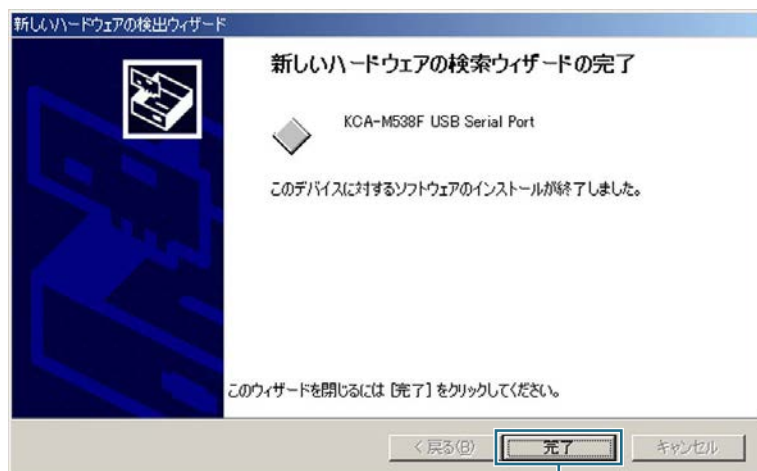 新しいハードウェアの検出ウィザード
新しいハードウェアの検索ウィザードの完了
KCA-M538F USB Serial Port
このデバイスに対するソフトウェアのインストールが終了しました。
このウィザードを閉じるには [完了] をクリックしてください。
< 戻る(B)
完了
キャンセル